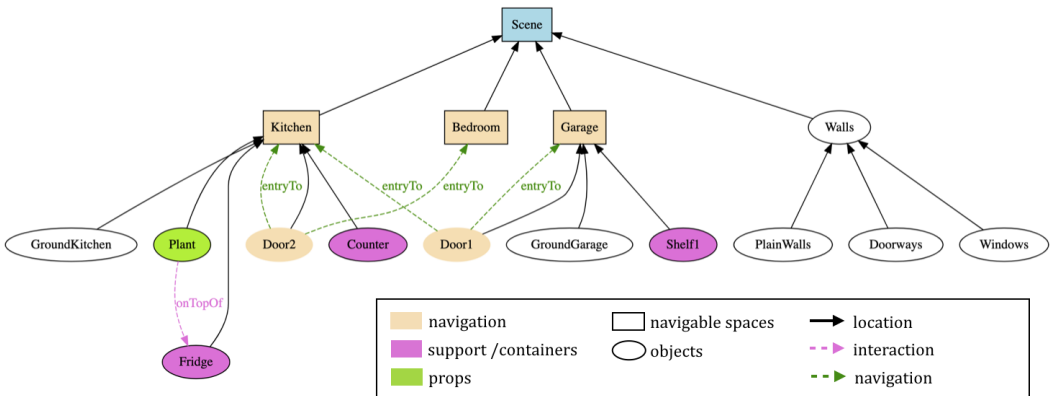 Scene
Kitchen
Bedroom
Garage
Walls
entryTo
entryTo
entryTo
entryTo
GroundKitchen
Plant
Door2
Counter
Door1
GroundGarage
Shelf1
PlainWalls
Doorways
Windows
onTopOf
Fridge
navigation
navigable spaces
location
support /containers
objects
interaction
props
navigation